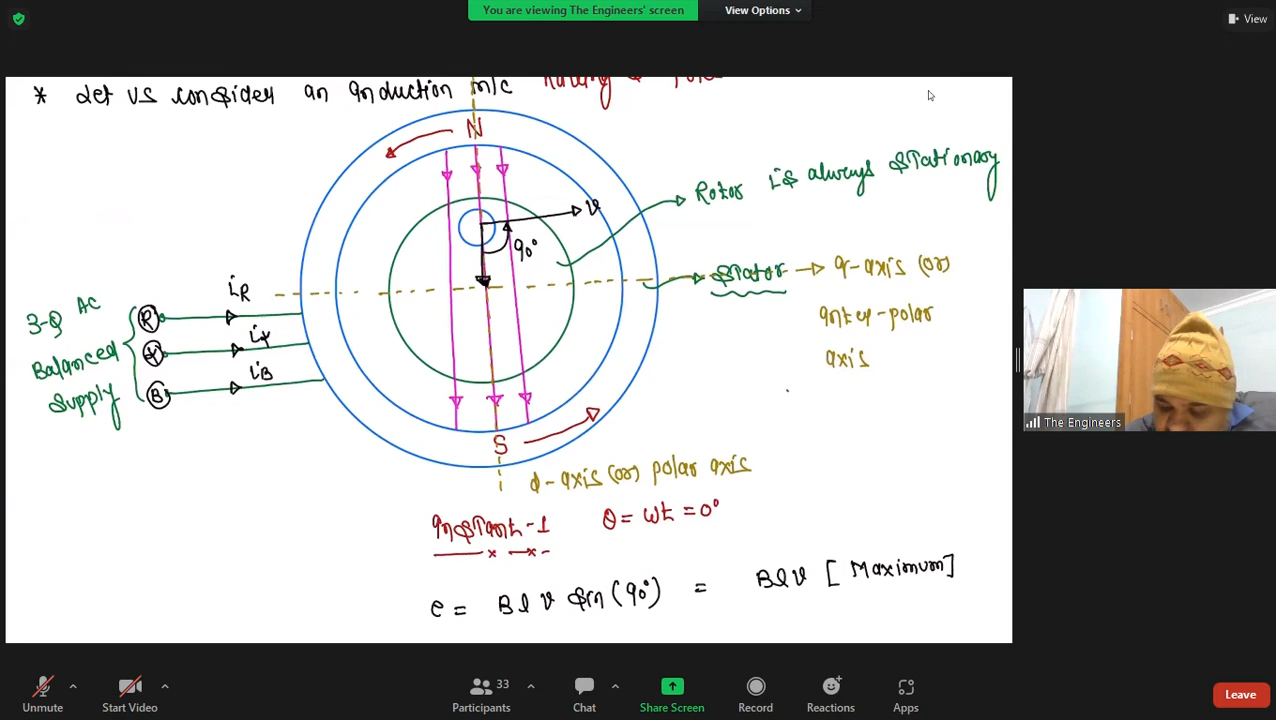 You are viewing The Engineers' screen
View Options
View
* Let us consider an induction m/c
N
Rotor is always stationary
v
90°
Stator → q-axis (or)
inter-polar
axis
3-Φ AC
Balanced
supply
R
iR
Y
iY
B
iB
S
d-axis (or) polar axis
instant-1 θ = ωt = 0°
e = Blv sin(90°) = Blv [Maximum]
The Engineers
Unmute
Start Video
33
Participants
Chat
Share Screen
Record
Reactions
Apps
Leave